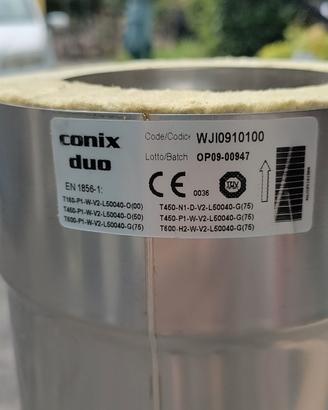 conix
duo
Code/Codice WJI0910100
Lotto/Batch OP09-00947
EN 1856-1:
CE 0036 TÜV
T160-P1-W-V2-L50040-O(00)
T450-P1-W-V2-L50040-O(50)
T600-P1-W-V2-L50040-G(75)
T450-N1-D-V2-L50040-G(75)
T450-P1-W-V2-L50040-G(75)
T600-H2-W-V2-L50040-G(75)